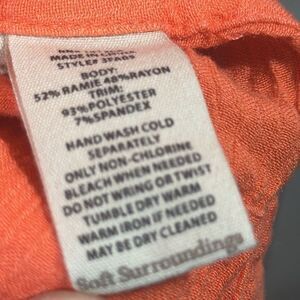 MADE IN CHINA
STYLE#
BODY:
52% RAMIE 48% RAYON
TRIM:
93% POLYESTER
7% SPANDEX
HAND WASH COLD
SEPARATELY
ONLY NON-CHLORINE
BLEACH WHEN NEEDED
DO NOT WRING OR TWIST
TUMBLE DRY WARM
WARM IRON IF NEEDED
MAY BE DRY CLEANED
Soft Surroundings